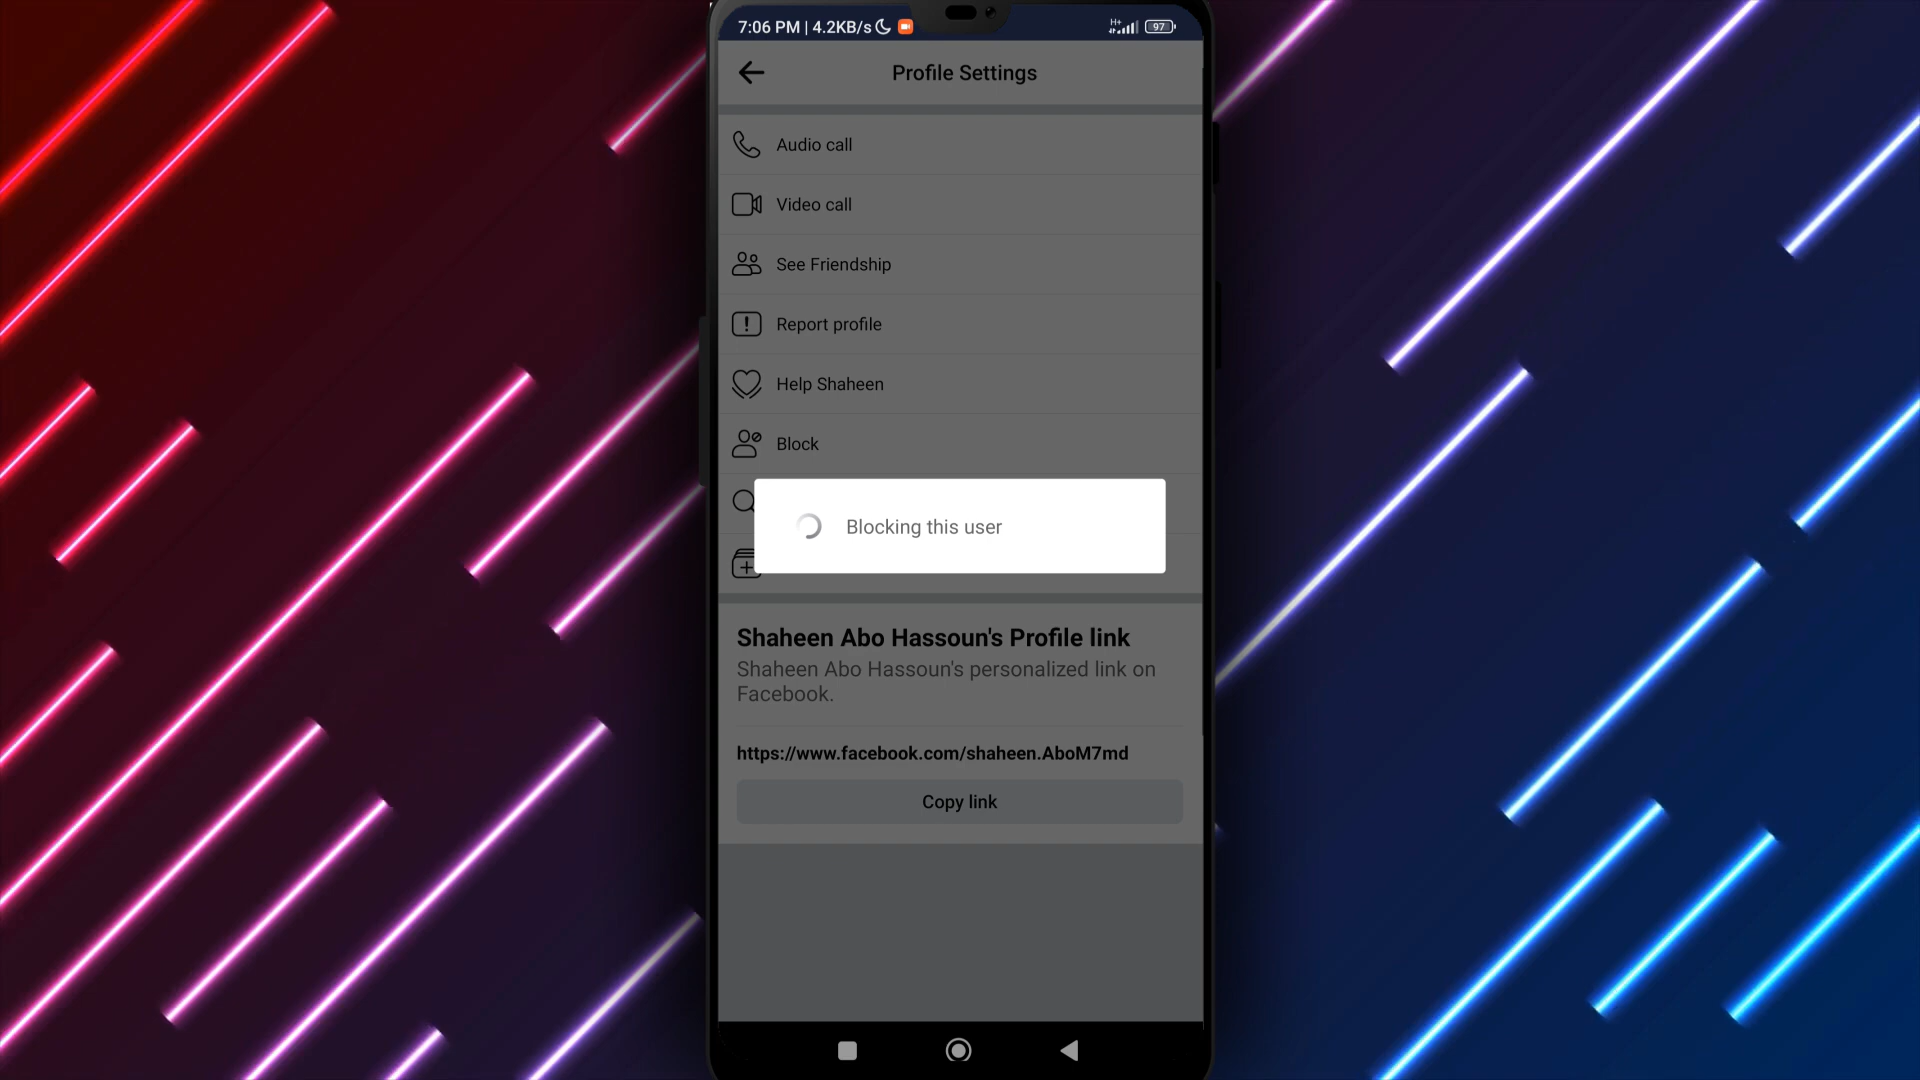 7:06 PM | 4.2KB/s
H+
97
Profile Settings
Audio call
Video call
See Friendship
Report profile
Help Shaheen
Block
Blocking this user
Shaheen Abo Hassoun's Profile link
Shaheen Abo Hassoun's personalized link on
Facebook.
https://www.facebook.com/shaheen.AboM7md
Copy link